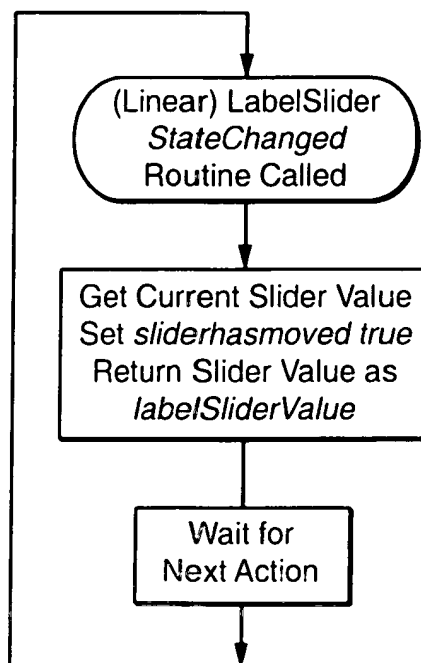 (Linear) LabelSlider
StateChanged
Routine Called
Get Current Slider Value
Set sliderhasmoved true
Return Slider Value as
labelSliderValue
Wait for
Next Action